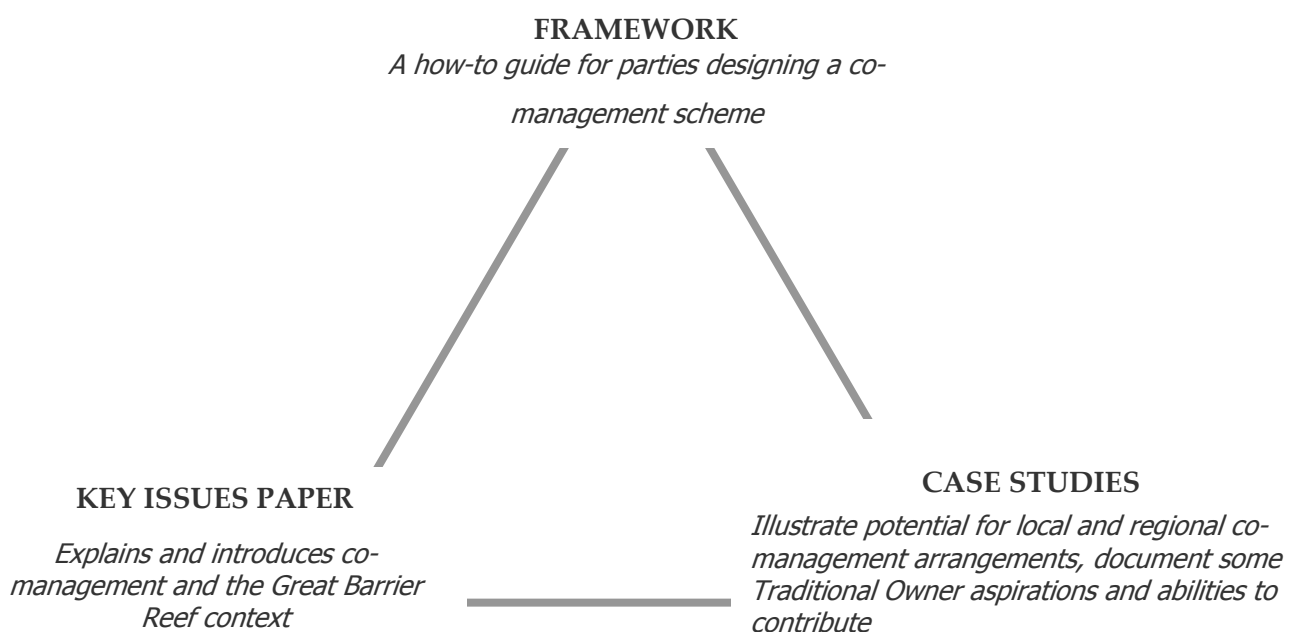 FRAMEWORK
A how-to guide for parties designing a co-
management scheme
KEY ISSUES PAPER
Explains and introduces co-
management and the Great Barrier
Reef context
CASE STUDIES
Illustrate potential for local and regional co-
management arrangements, document some
Traditional Owner aspirations and abilities to
contribute